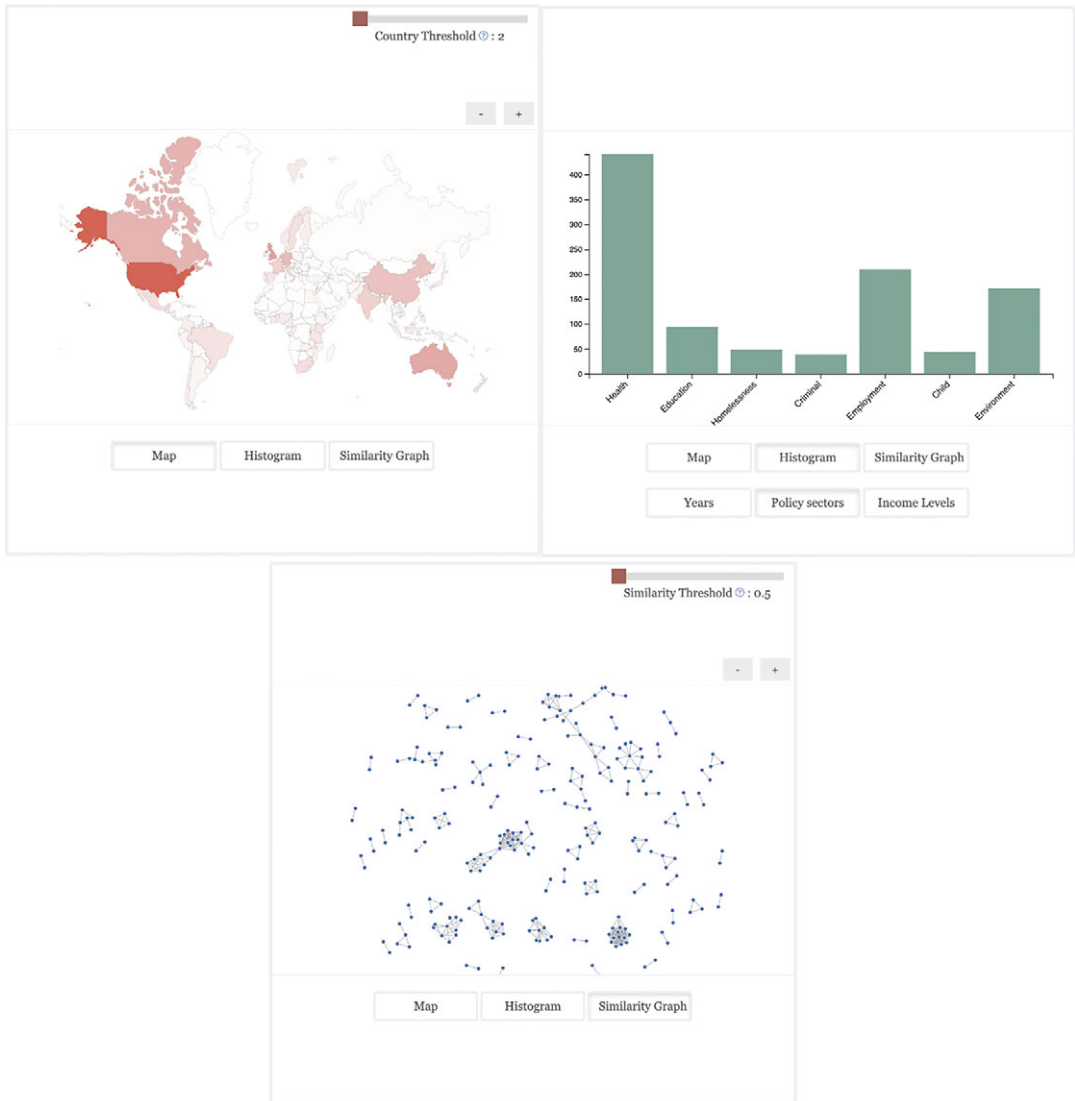 Country Threshold ? : 2
- +
Map Histogram Similarity Graph
400
350
300
250
200
150
100
50
0
Health Education Homelessness Criminal Employment Child Environment
Map Histogram Similarity Graph
Years Policy sectors Income Levels
Similarity Threshold ? : 0.5
- +
Map Histogram Similarity Graph